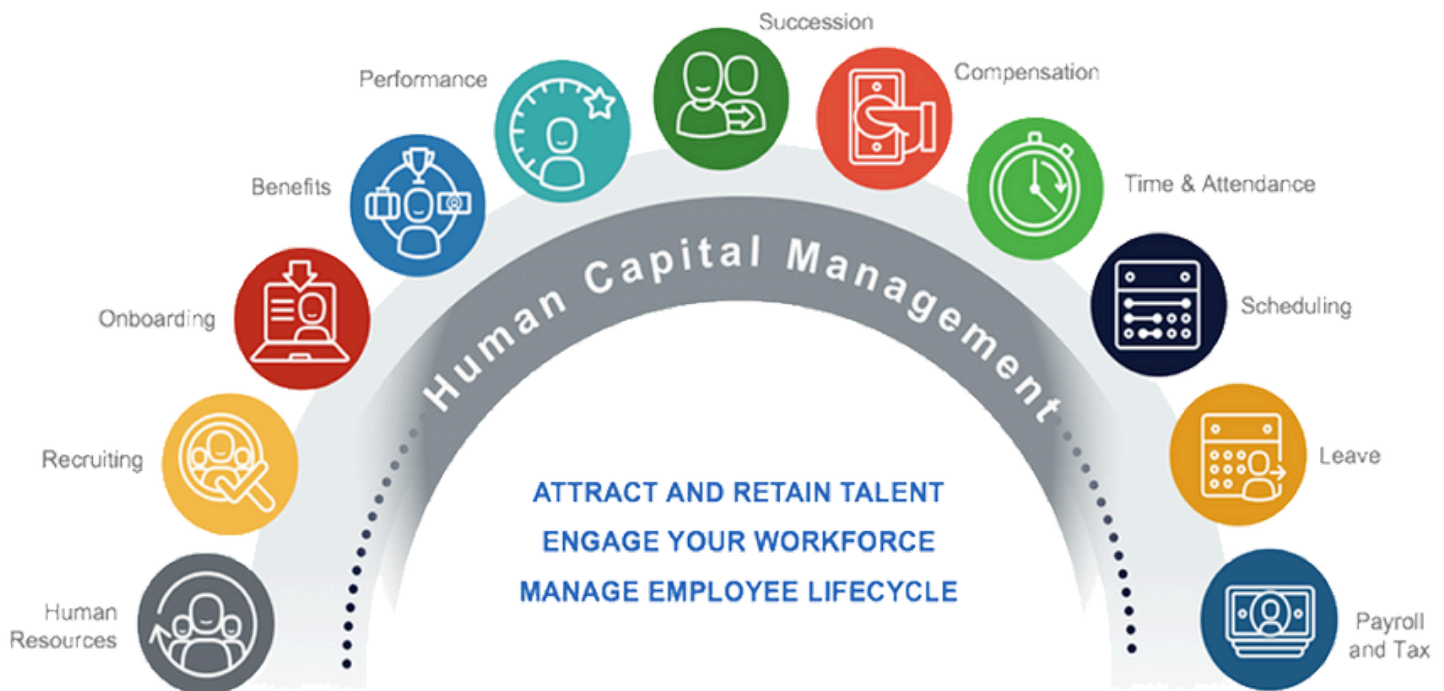 Succession
Performance
Compensation
Benefits
Time & Attendance
Human Capital Management
Onboarding
Scheduling
Recruiting
Leave
ATTRACT AND RETAIN TALENT
ENGAGE YOUR WORKFORCE
MANAGE EMPLOYEE LIFECYCLE
Human
Resources
Payroll
and Tax